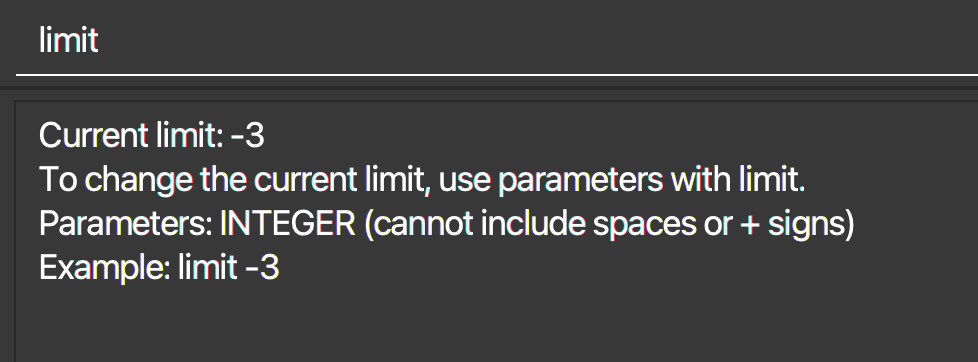 limit
Current limit: -3
To change the current limit, use parameters with limit.
Parameters: INTEGER (cannot include spaces or + signs)
Example: limit -3